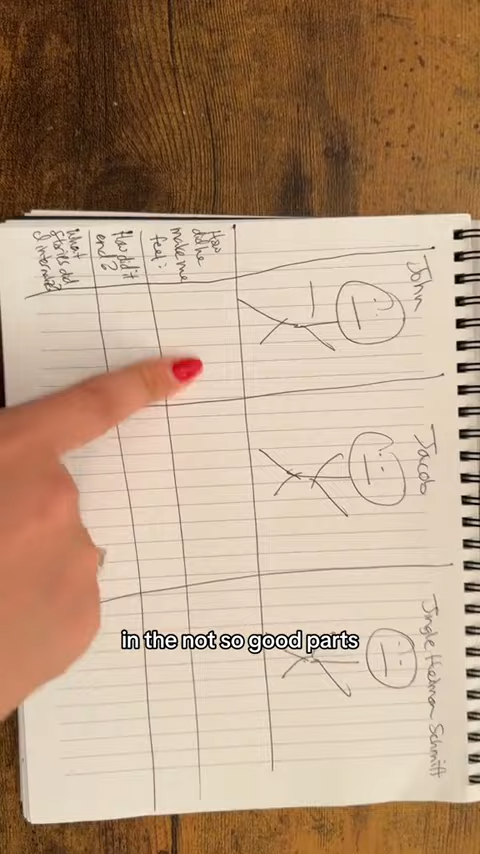 John
Jacob
Jingle Heimer Schmitt
How
did he
make me
feel?
How did it
end?
What
stories did
I internalize?
in the not so good parts